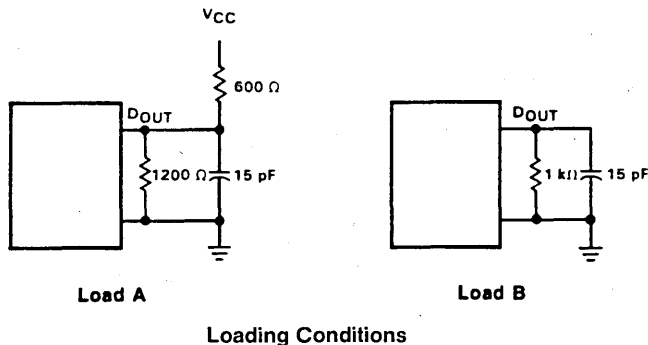 VCC
600 Ω
DOUT
1200 Ω
15 pF
Load A
DOUT
1 kΩ
15 pF
Load B
Loading Conditions